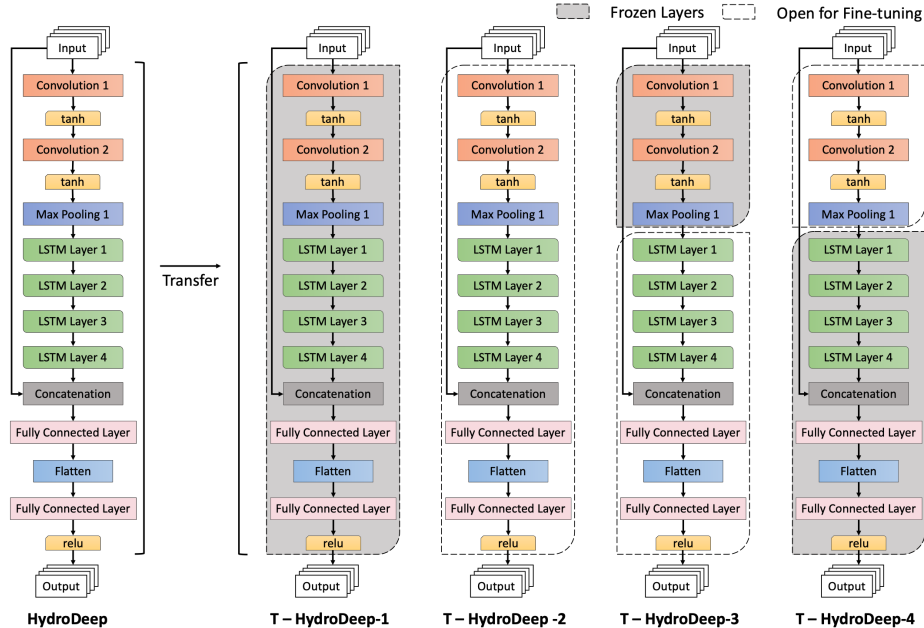 Frozen Layers
Open for Fine-tuning
Input
Convolution 1
tanh
Convolution 2
tanh
Max Pooling 1
LSTM Layer 1
LSTM Layer 2
LSTM Layer 3
LSTM Layer 4
Concatenation
Fully Connected Layer
Flatten
Fully Connected Layer
relu
Output
HydroDeep
Transfer
Input
Convolution 1
tanh
Convolution 2
tanh
Max Pooling 1
LSTM Layer 1
LSTM Layer 2
LSTM Layer 3
LSTM Layer 4
Concatenation
Fully Connected Layer
Flatten
Fully Connected Layer
relu
Output
T – HydroDeep-1
Input
Convolution 1
tanh
Convolution 2
tanh
Max Pooling 1
LSTM Layer 1
LSTM Layer 2
LSTM Layer 3
LSTM Layer 4
Concatenation
Fully Connected Layer
Flatten
Fully Connected Layer
relu
Output
T – HydroDeep -2
Input
Convolution 1
tanh
Convolution 2
tanh
Max Pooling 1
LSTM Layer 1
LSTM Layer 2
LSTM Layer 3
LSTM Layer 4
Concatenation
Fully Connected Layer
Flatten
Fully Connected Layer
relu
Output
T – HydroDeep-3
Input
Convolution 1
tanh
Convolution 2
tanh
Max Pooling 1
LSTM Layer 1
LSTM Layer 2
LSTM Layer 3
LSTM Layer 4
Concatenation
Fully Connected Layer
Flatten
Fully Connected Layer
relu
Output
T – HydroDeep-4